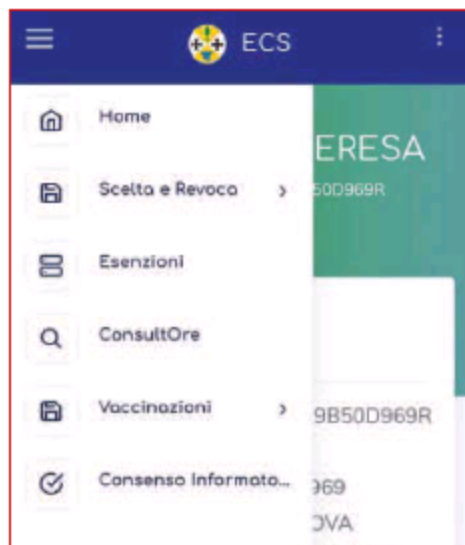 ECS
Home
ERESA
Scelta e Revoca
50D969R
Esenzioni
ConsultOre
Vaccinazioni
9B50D969R
Consenso Informato...
969
OVA